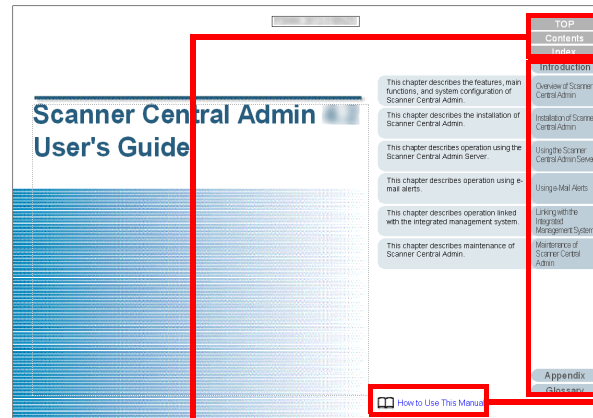 TOP
Contents
Index
Introduction
Scanner Central Admin
User's Guide
This chapter describes the features, main
functions, and system configuration of
Scanner Central Admin.
Overview of Scanner
Central Admin
This chapter describes the installation of
Scanner Central Admin.
Installation of Scanne
Central Admin
This chapter describes operation using the
Scanner Central Admin Server.
Using the Scanner
Central Admin Serve
This chapter describes operation using e-
mail alerts.
Using e-Mail Alerts
This chapter describes operation linked
with the integrated management system.
Linking with the
Integrated
Management System
This chapter describes maintenance of
Scanner Central Admin.
Maintenance of
Scanner Central
Admin
Appendix
Glossary
How to Use This Manual